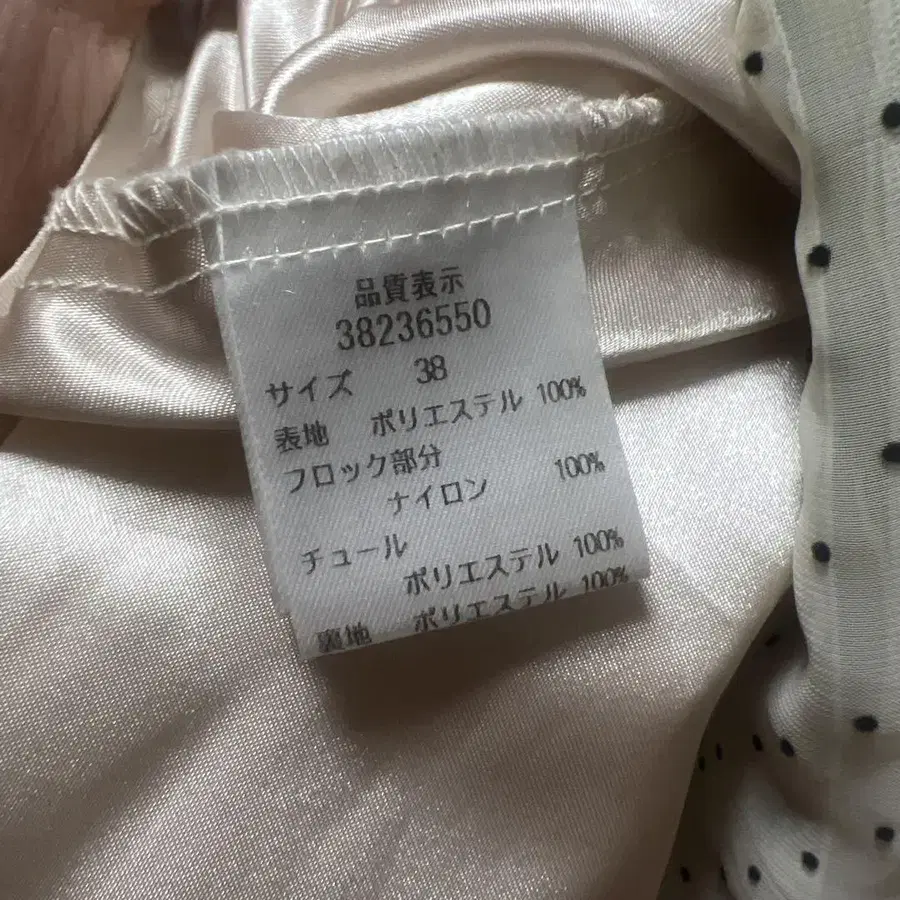 品質表示
38236550
サイズ 38
表地 ポリエステル 100%
フロック部分
ナイロン 100%
チュール
ポリエステル 100%
裏地 ポリエステル 100%